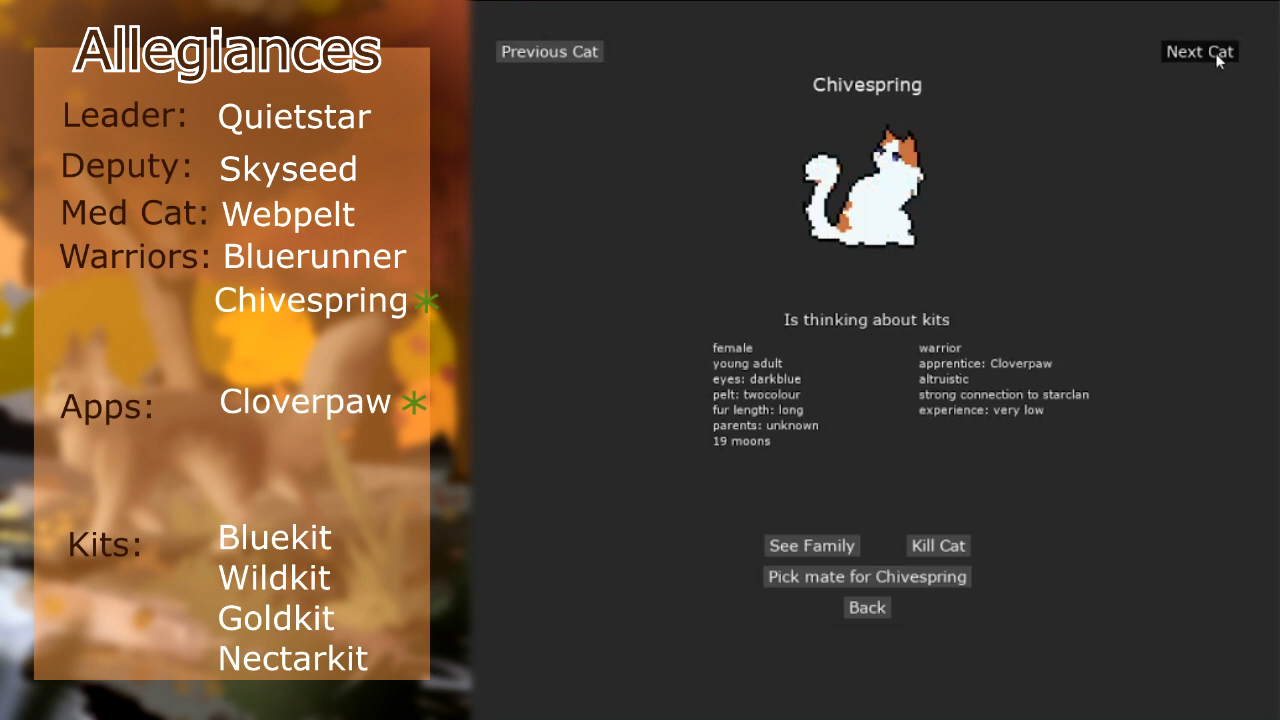 Allegiances
Leader: Quietstar
Deputy: Skyseed
Med Cat: Webpelt
Warriors: Bluerunner
Chivespring*
Apps: Cloverpaw*
Kits: Bluekit
Wildkit
Goldkit
Nectarkit
Previous Cat
Next Cat
Chivespring
Is thinking about kits
female
young adult
eyes: darkblue
pelt: twocolour
fur length: long
parents: unknown
19 moons
warrior
apprentice: Cloverpaw
altruistic
strong connection to starclan
experience: very low
See Family
Kill Cat
Pick mate for Chivespring
Back